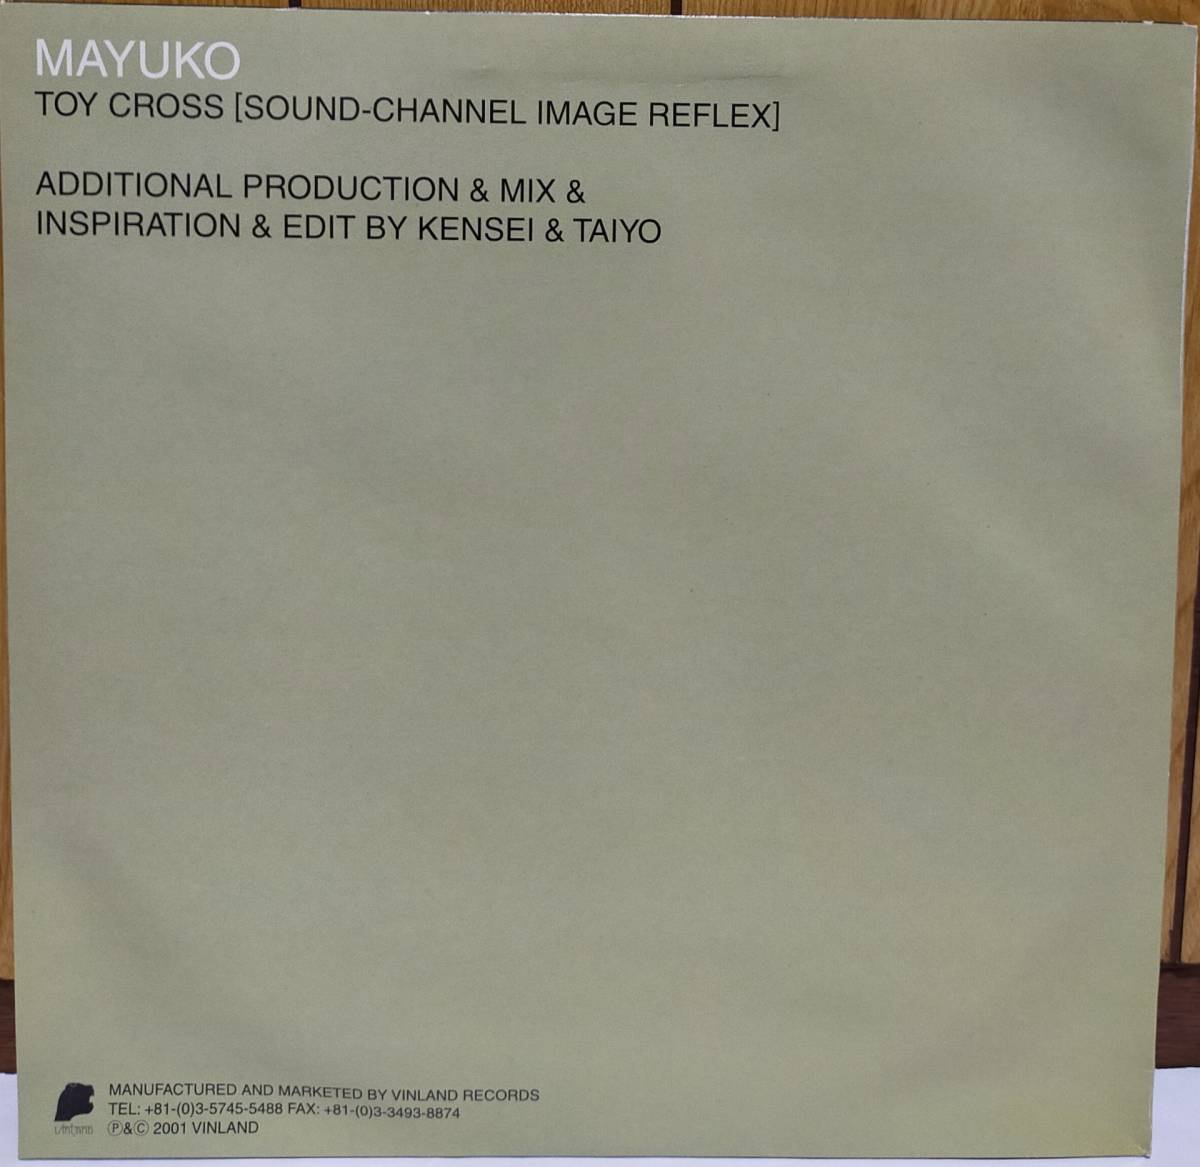 MAYUKO
TOY CROSS [SOUND-CHANNEL IMAGE REFLEX]
ADDITIONAL PRODUCTION & MIX &
INSPIRATION & EDIT BY KENSEI & TAIYO
MANUFACTURED AND MARKETED BY VINLAND RECORDS
TEL: +81-(0)3-5745-5488 FAX: +81-(0)3-3493-8874
Ⓟ&Ⓒ 2001 VINLAND